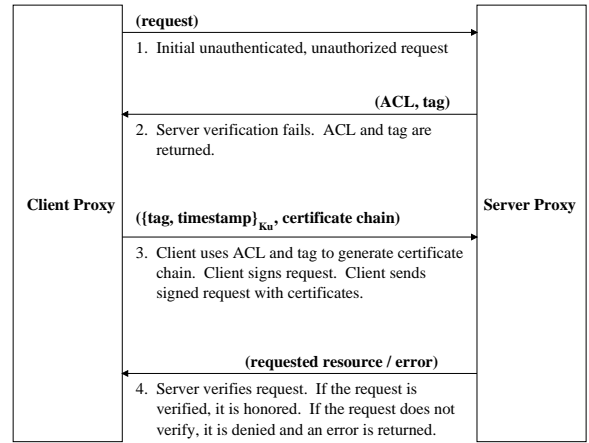 (request)
1. Initial unauthenticated, unauthorized request
(ACL, tag)
2. Server verification fails. ACL and tag are
returned.
Client Proxy
Server Proxy
({tag, timestamp}Ku, certificate chain)
3. Client uses ACL and tag to generate certificate
chain. Client signs request. Client sends
signed request with certificates.
(requested resource / error)
4. Server verifies request. If the request is
verified, it is honored. If the request does not
verify, it is denied and an error is returned.